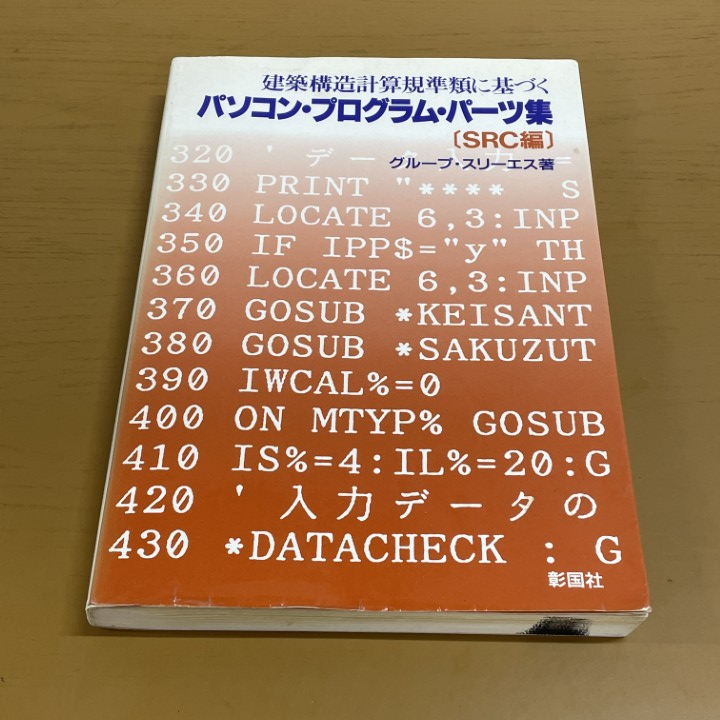 建築構造計算規準類に基づく
パソコン・プログラム・パーツ集
〔SRC編〕
グループ・スリーエス著
320 ' データ入力 =
330 PRINT "**** S
340 LOCATE 6,3:INP
350 IF IPP$="y" TH
360 LOCATE 6,3:INP
370 GOSUB *KEISANT
380 GOSUB *SAKUZUT
390 IWCAL%=0
400 ON MTYP% GOSUB
410 IS%=4:IL%=20:G
420 ' 入力データの
430 *DATACHECK : G
彰国社